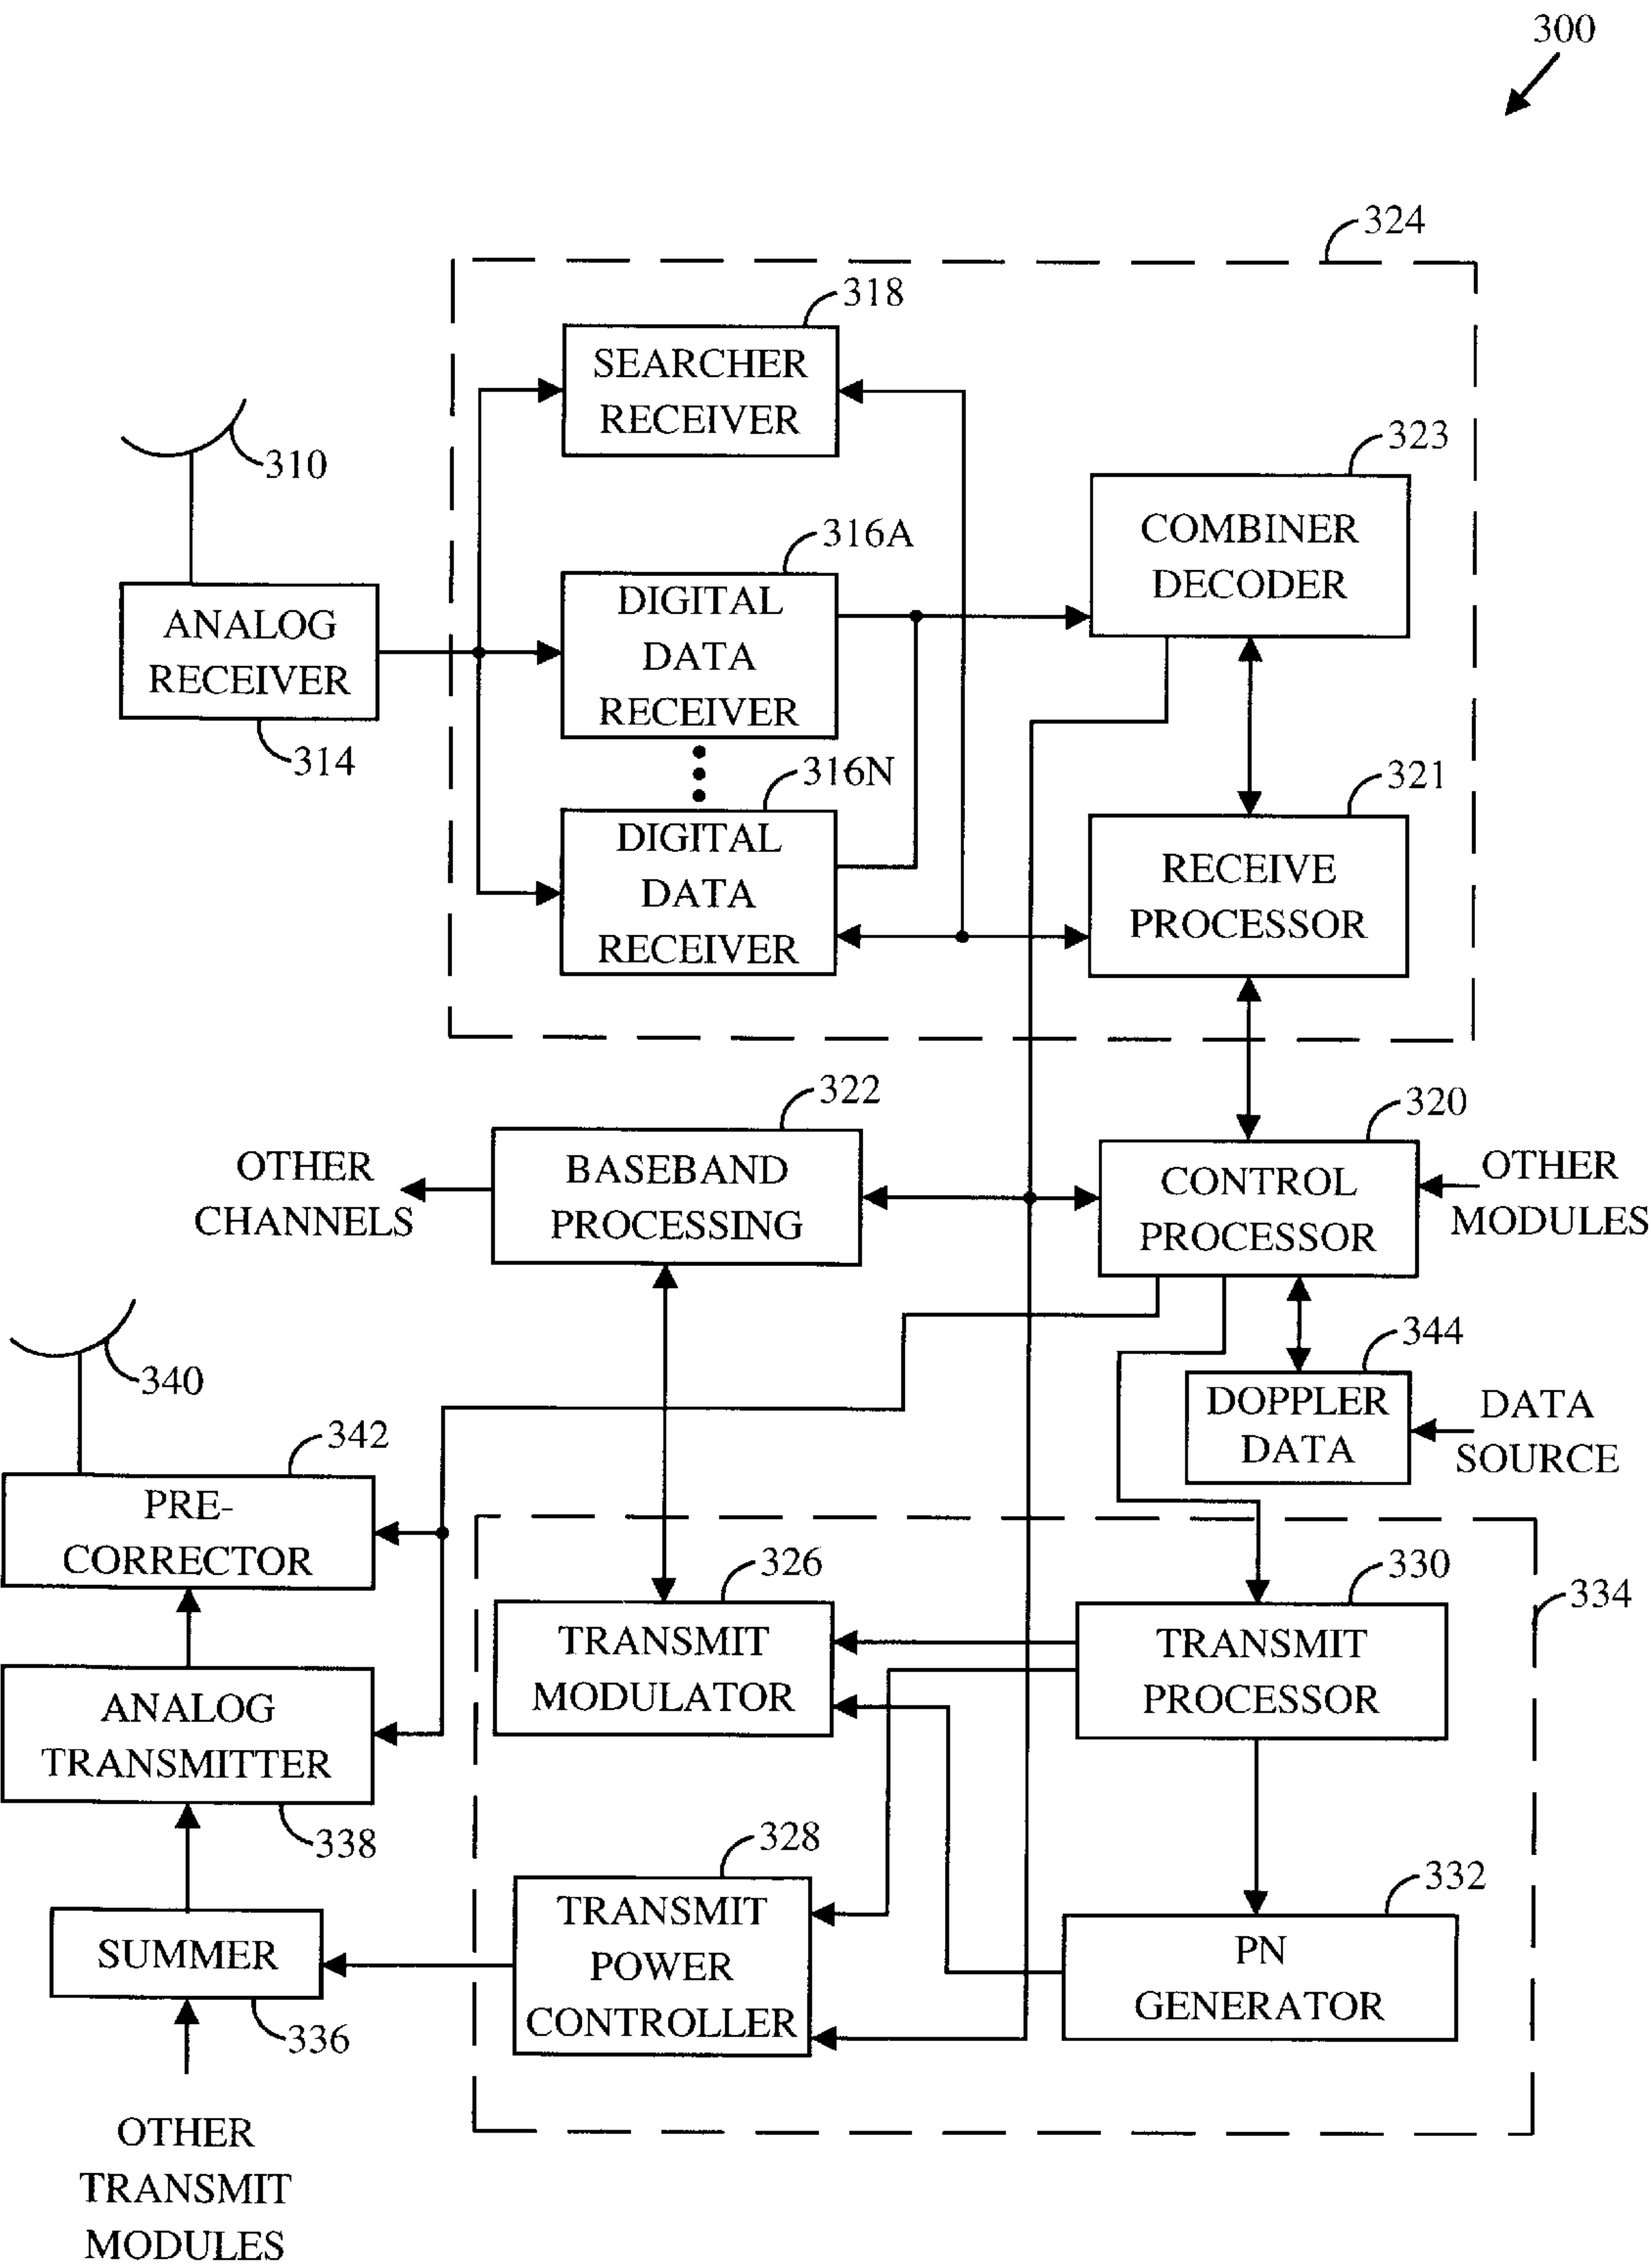 300
324
318
SEARCHER
RECEIVER
310
323
COMBINER
DECODER
316A
DIGITAL
DATA
RECEIVER
ANALOG
RECEIVER
314
316N
DIGITAL
DATA
RECEIVER
321
RECEIVE
PROCESSOR
322
BASEBAND
PROCESSING
OTHER
CHANNELS
320
CONTROL
PROCESSOR
OTHER
MODULES
340
344
DOPPLER
DATA
DATA
SOURCE
342
PRE-
CORRECTOR
326
TRANSMIT
MODULATOR
330
TRANSMIT
PROCESSOR
334
ANALOG
TRANSMITTER
338
328
TRANSMIT
POWER
CONTROLLER
332
PN
GENERATOR
SUMMER
336
OTHER
TRANSMIT
MODULES